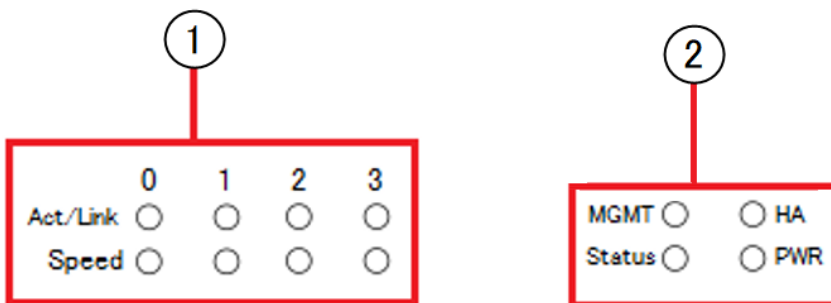 1
2
0 1 2 3
Act/Link
Speed
MGMT HA
Status PWR